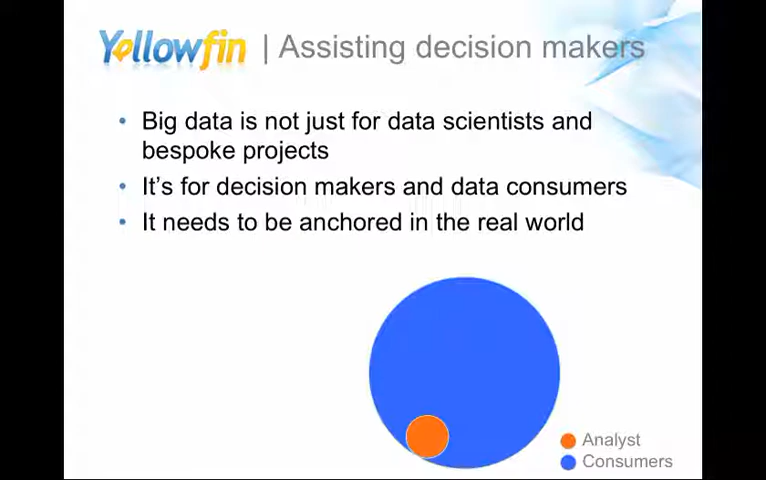 Yellowfin | Assisting decision makers
• Big data is not just for data scientists and
bespoke projects
• It's for decision makers and data consumers
• It needs to be anchored in the real world
Analyst
Consumers